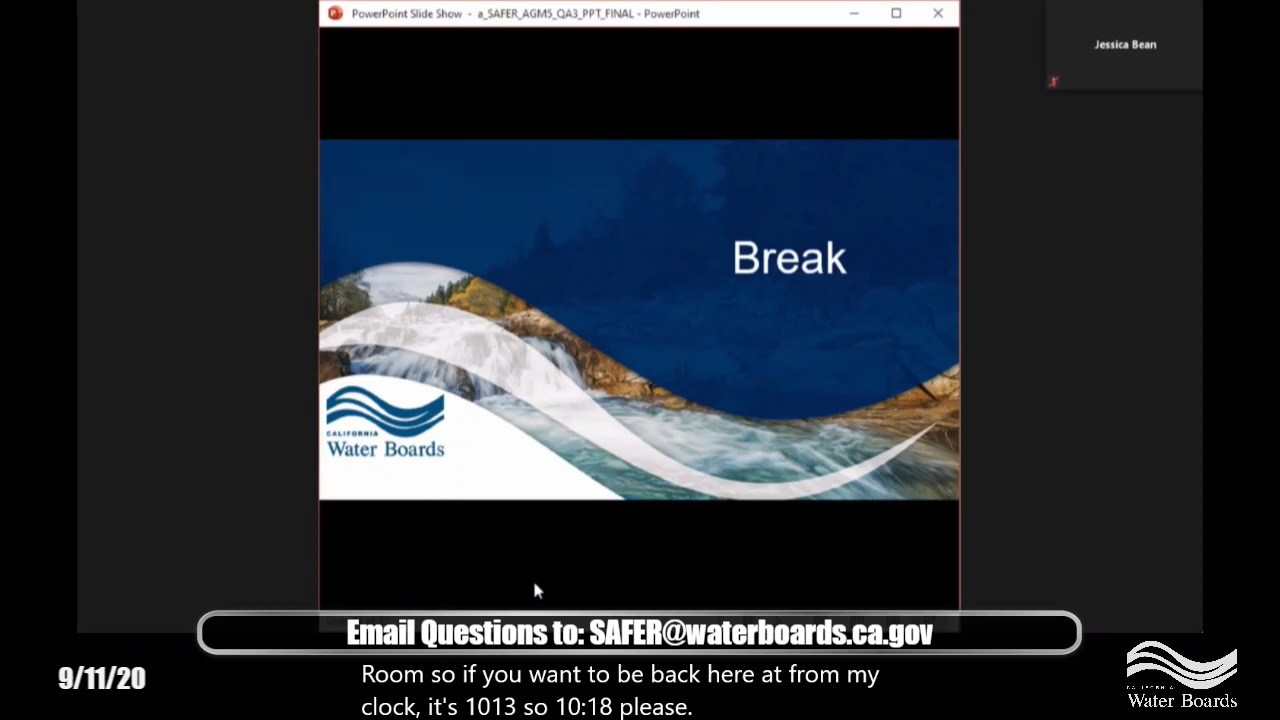 PowerPoint Slide Show - a_SAFER_AGM5_QA3_PPT_FINAL - PowerPoint
Jessica Bean
Break
CALIFORNIA
Water Boards
Email Questions to: SAFER@waterboards.ca.gov
9/11/20
Room so if you want to be back here at from my
clock, it's 1013 so 10:18 please.
CALIFORNIA
Water Boards